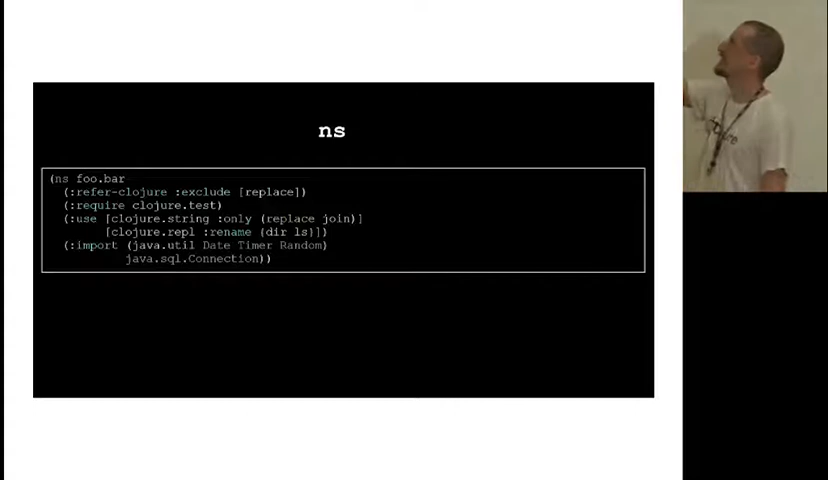 ns
(ns foo.bar
(:refer-clojure :exclude [replace])
(:require clojure.test)
(:use [clojure.string :only (replace join)]
[clojure.repl :rename {dir ls}])
(:import (java.util Date Timer Random)
java.sql.Connection))